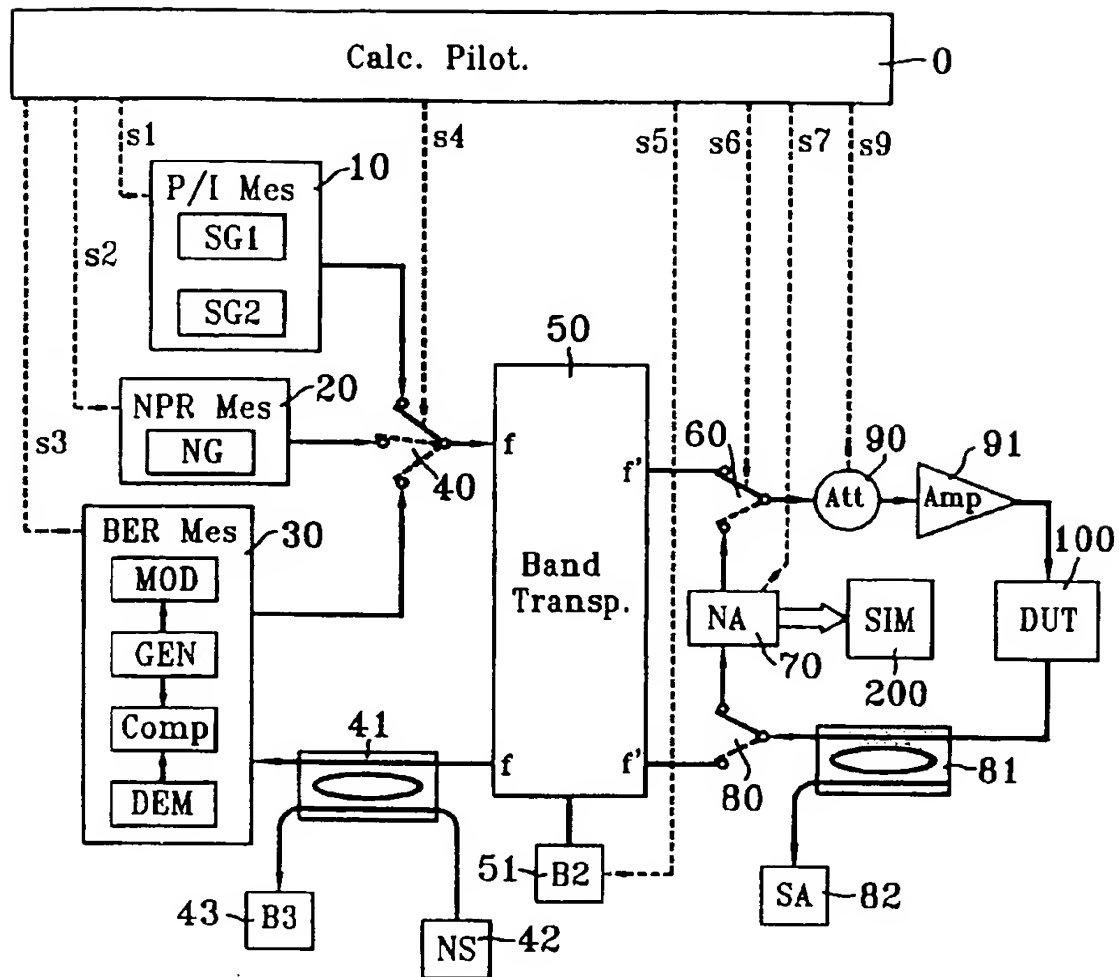 Calc. Pilot.
0
s1
s2
s3
s4
s5
s6
s7
s9
P/I Mes
10
SG1
SG2
NPR Mes
20
NG
40
BER Mes
30
MOD
GEN
Comp
DEM
50
f
f'
Band
Transp.
f
f'
60
90
Att
91
Amp
100
DUT
NA
70
SIM
200
80
81
41
43
B3
NS
42
51
B2
SA
82